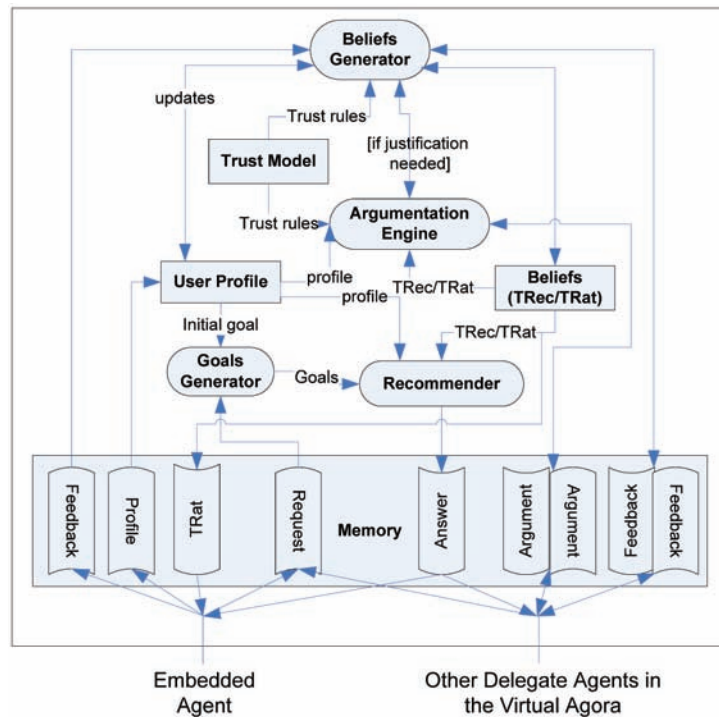 Beliefs
Generator
updates
Trust rules
[if justification
needed]
Trust Model
Trust rules
Argumentation
Engine
profile
User Profile
profile
TRec/TRat
Beliefs
(TRec/TRat)
Initial goal
TRec/TRat
Goals
Generator
Goals
Recommender
Feedback
Profile
TRat
Request
Memory
Answer
Argument
Argument
Feedback
Feedback
Embedded
Agent
Other Delegate Agents in
the Virtual Agora